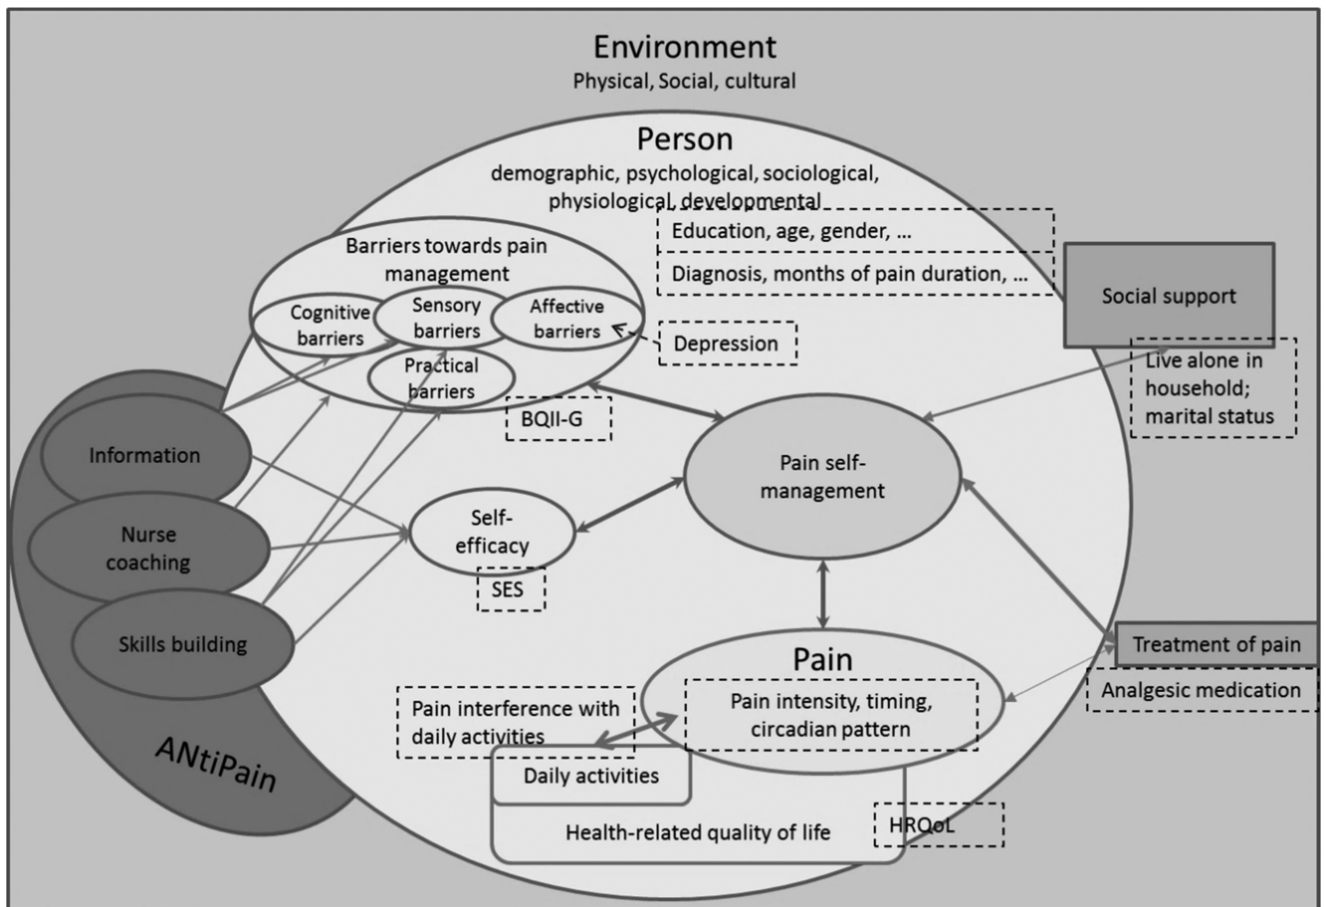 Environment
Physical, Social, cultural
Person
demographic, psychological, sociological,
physiological, developmental
Education, age, gender, ...
Diagnosis, months of pain duration, ...
Barriers towards pain
management
Cognitive
barriers
Sensory
barriers
Affective
barriers
Practical
barriers
Depression
BQII-G
Social support
Live alone in
household;
marital status
Information
Nurse
coaching
Skills building
ANtiPain
Self-
efficacy
SES
Pain self-
management
Treatment of pain
Analgesic medication
Pain
Pain intensity, timing,
circadian pattern
Pain interference with
daily activities
Daily activities
Health-related quality of life
HRQoL